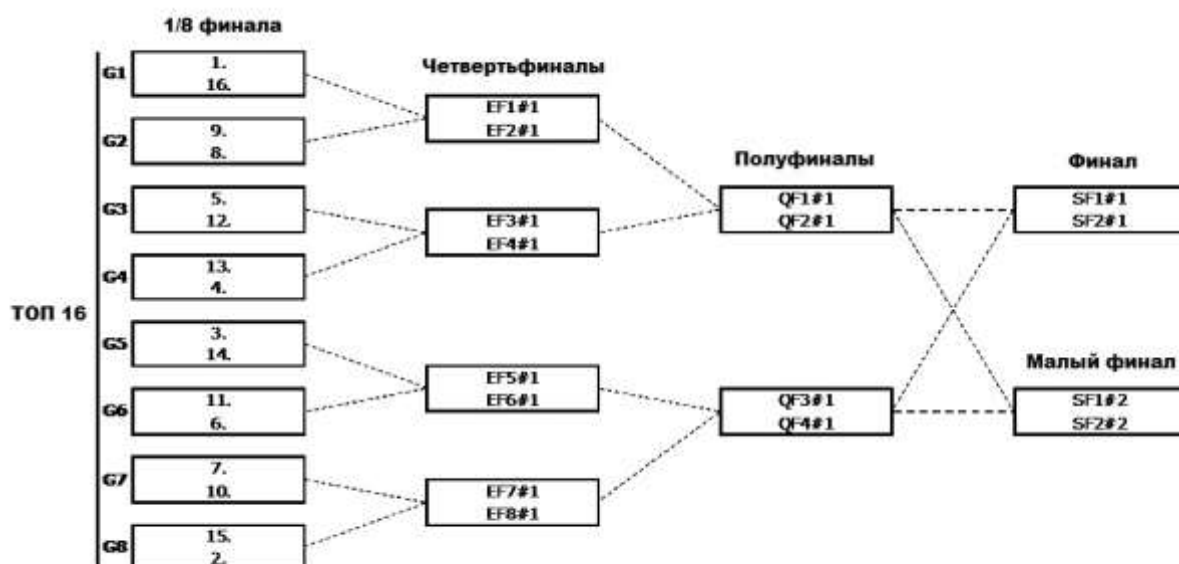 1/8 финала
G1
1.
16.
G2
9.
8.
G3
5.
12.
G4
13.
4.
ТОП 16
G5
3.
14.
G6
11.
6.
G7
7.
10.
G8
15.
2.
Четвертьфиналы
EF1#1
EF2#1
EF3#1
EF4#1
EF5#1
EF6#1
EF7#1
EF8#1
Полуфиналы
QF1#1
QF2#1
QF3#1
QF4#1
Финал
SF1#1
SF2#1
Малый финал
SF1#2
SF2#2